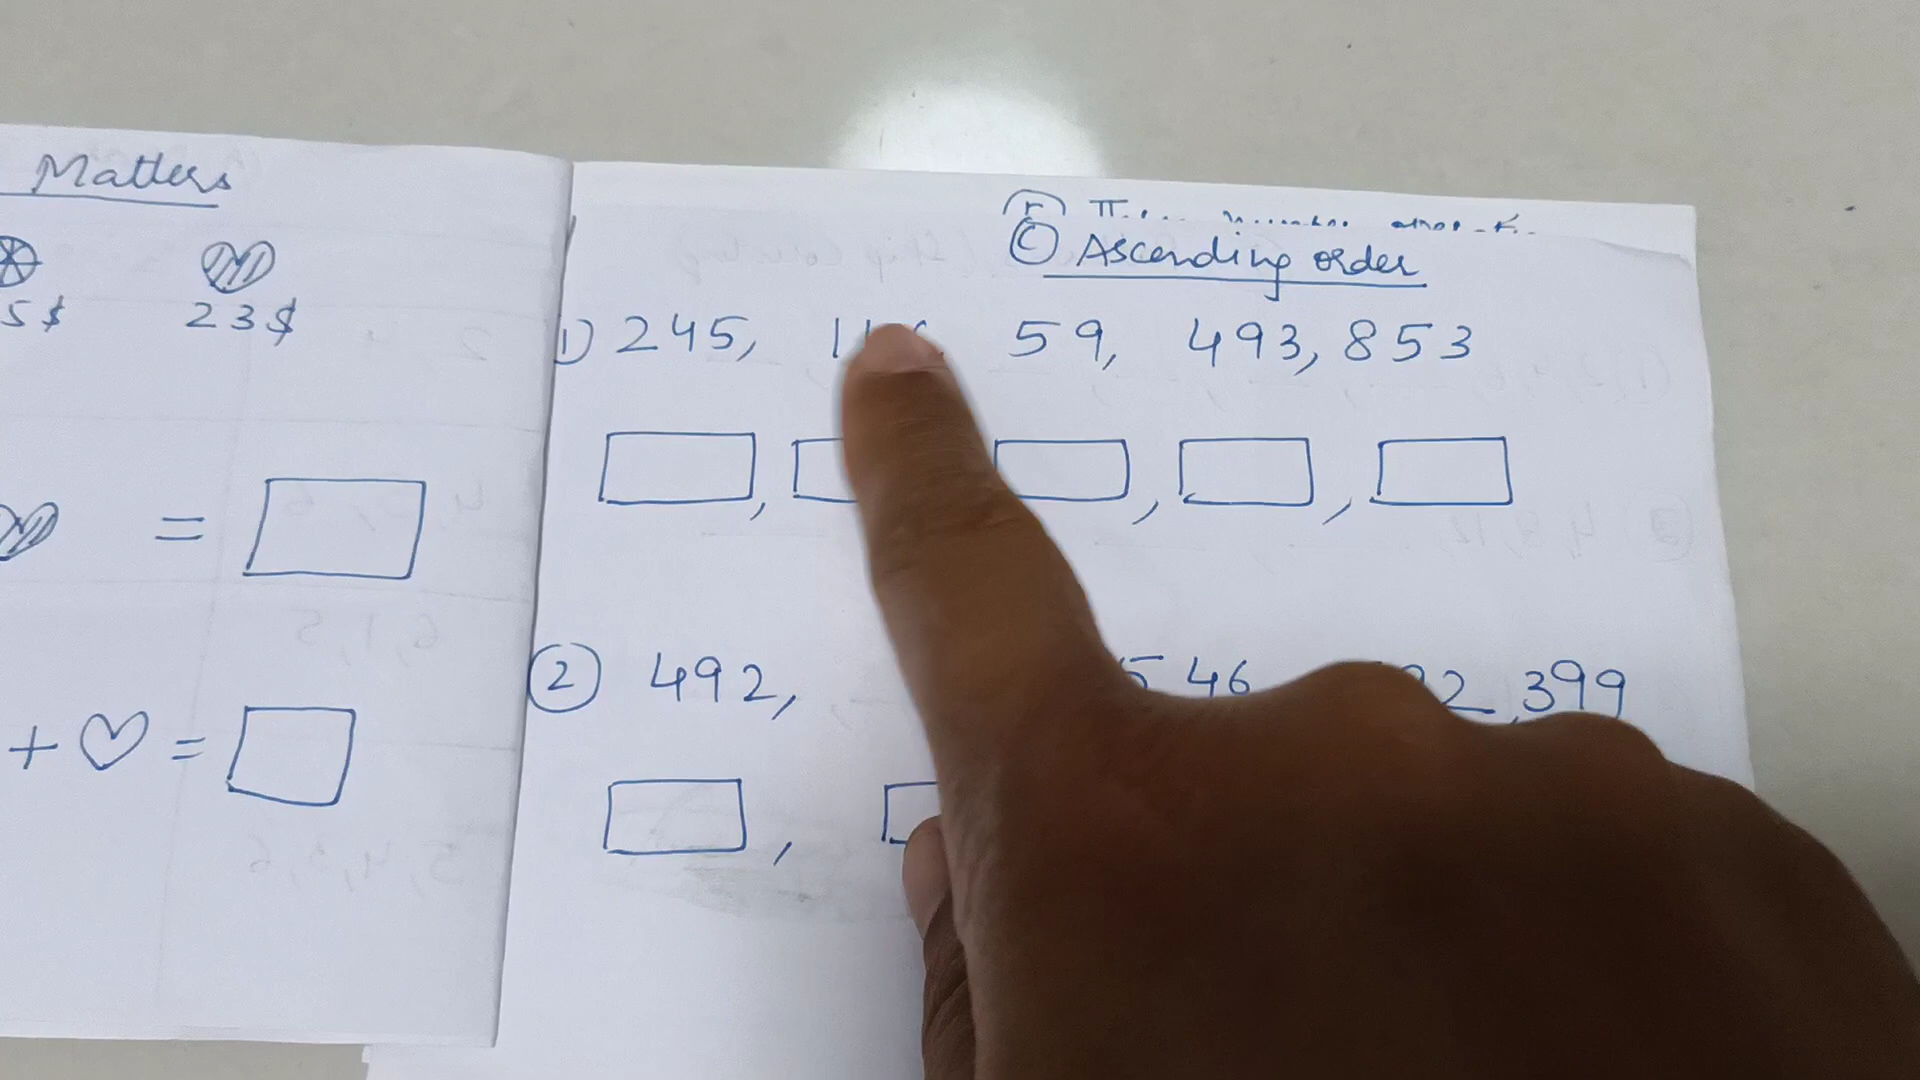 Matters
5$ 23$
=
+ =
C Ascending order
1) 245, 59, 493, 853
2 492, 546 399